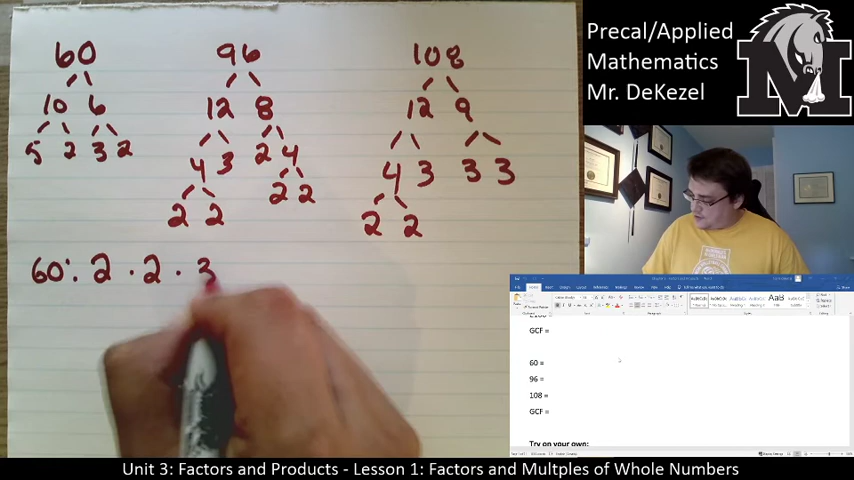 60 96 108
10 6 12 8 12 9
5 2 3 2 4 3 2 4 4 3 3 3
2 2 2 2 2 2
60: 2 · 2 · 3
Precal/Applied
Mathematics
Mr. DeKezel
M
GCF =
60 =
96 =
108 =
GCF =
Try on your own:
Unit 3: Factors and Products - Lesson 1: Factors and Multples of Whole Numbers